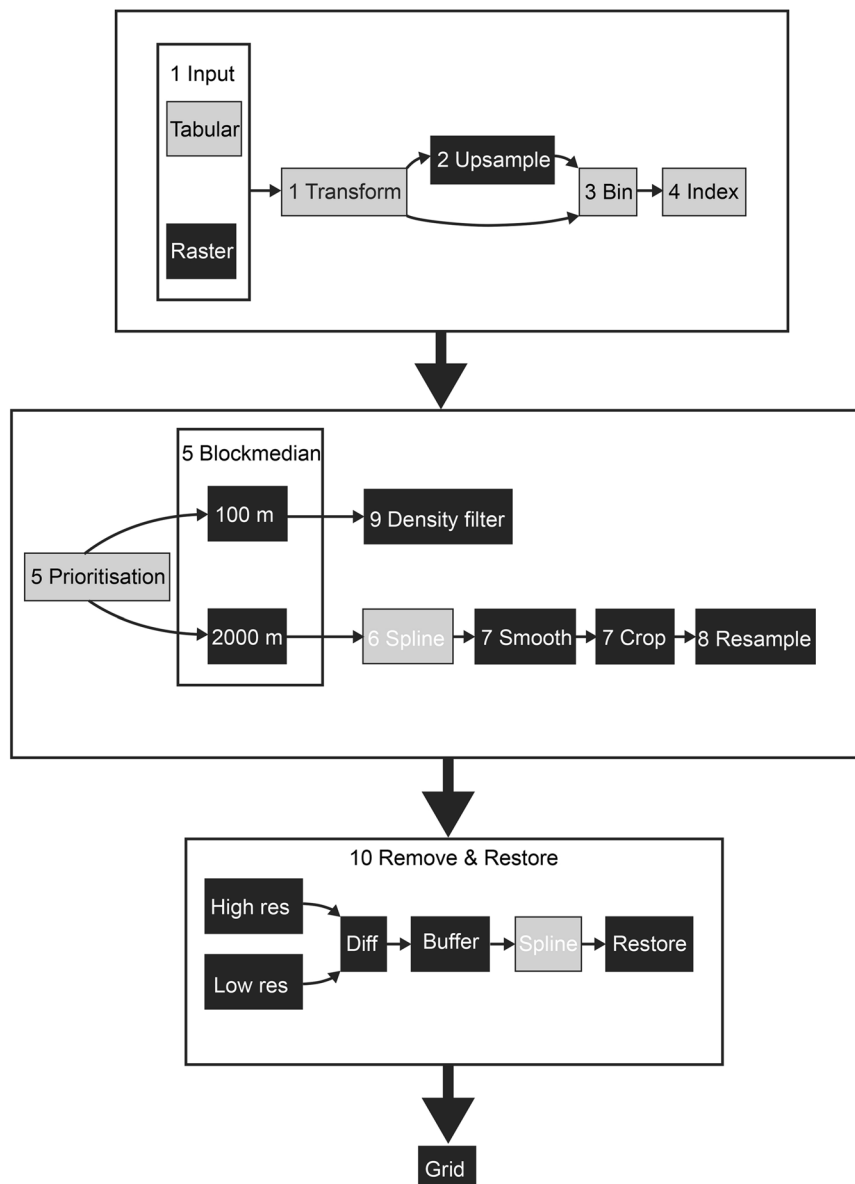 1 Input
Tabular
Raster
1 Transform
2 Upsample
3 Bin
4 Index
5 Prioritisation
5 Blockmedian
100 m
2000 m
9 Density filter
6 Spline
7 Smooth
7 Crop
8 Resample
10 Remove & Restore
High res
Low res
Diff
Buffer
Spline
Restore
Grid